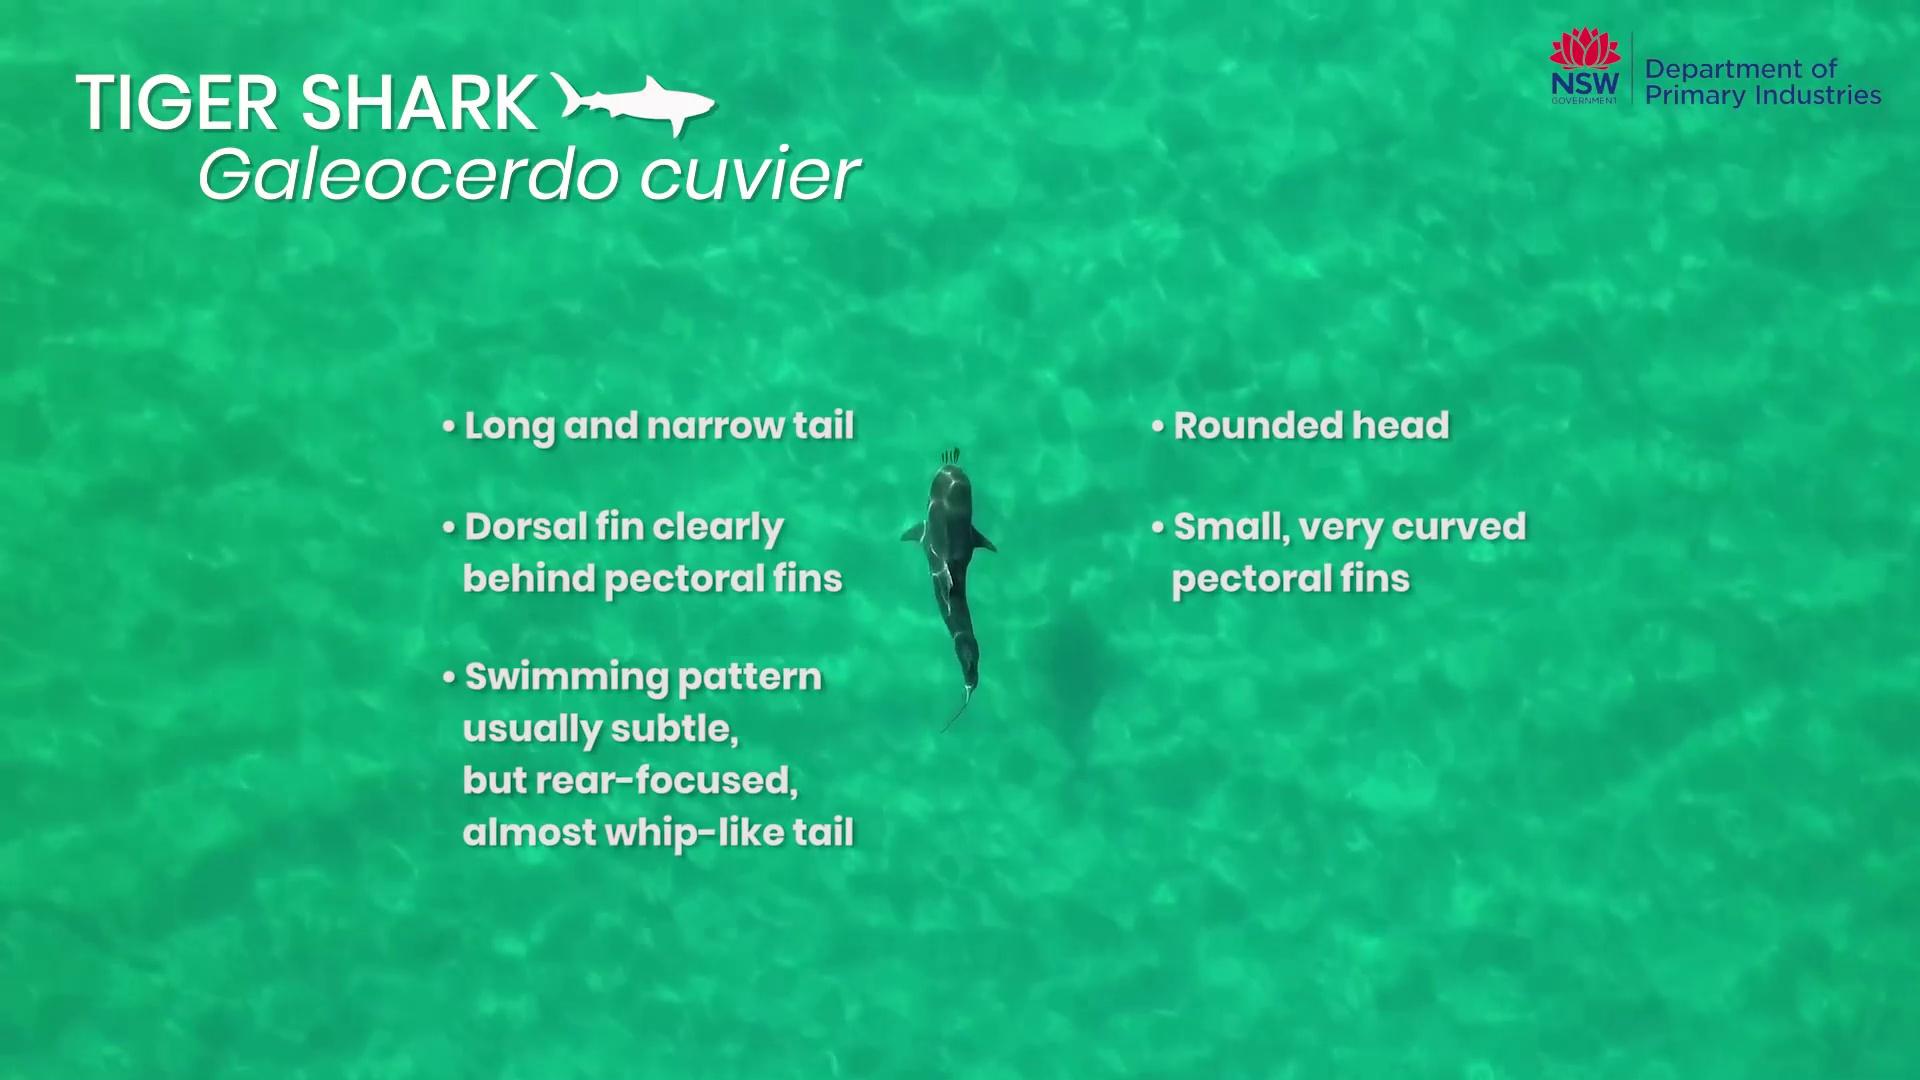 TIGER SHARK
Galeocerdo cuvier
NSW
GOVERNMENT
Department of
Primary Industries
• Long and narrow tail
• Dorsal fin clearly
behind pectoral fins
• Swimming pattern
usually subtle,
but rear-focused,
almost whip-like tail
• Rounded head
• Small, very curved
pectoral fins